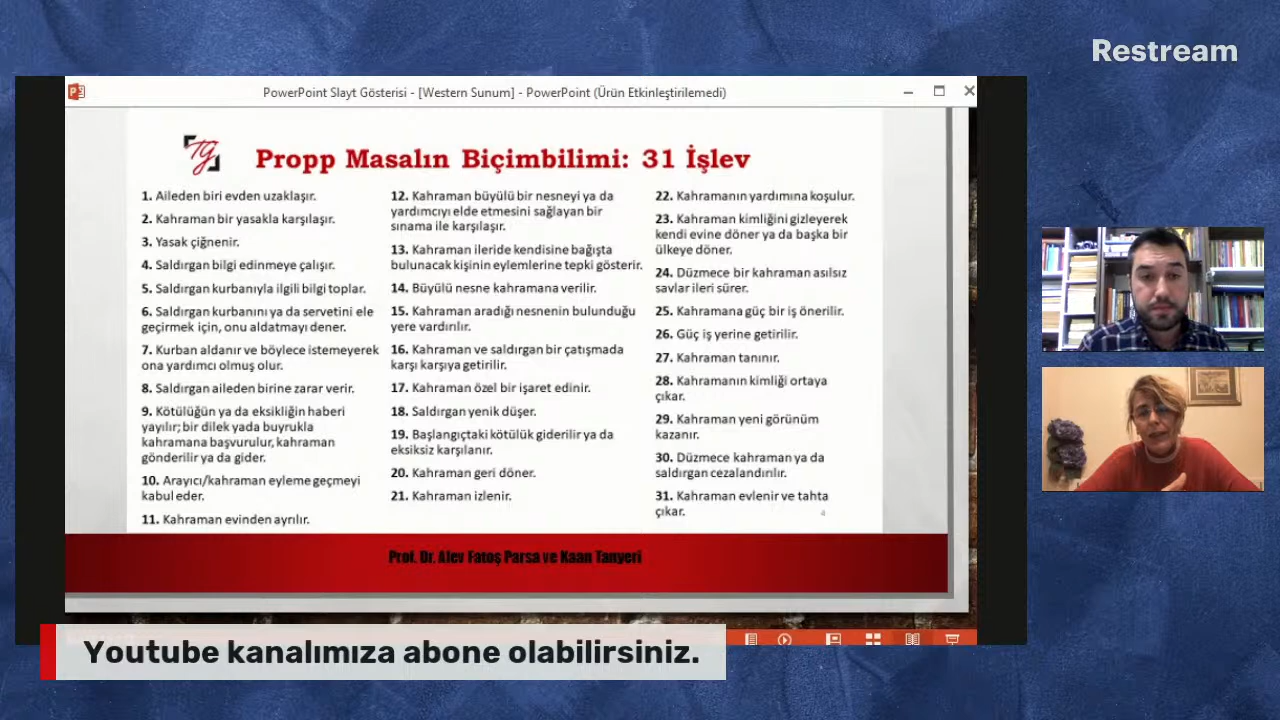 Restream
PowerPoint Slayt Gösterisi - [Western Sunum] - PowerPoint (Ürün Etkinleştirilemedi)
TG
Propp Masalın Biçimbilimi: 31 İşlev
1. Aileden biri evden uzaklaşır.
2. Kahraman bir yasakla karşılaşır.
3. Yasak çiğnenir.
4. Saldırgan bilgi edinmeye çalışır.
5. Saldırgan kurbanıyla ilgili bilgi toplar.
6. Saldırgan kurbanını ya da servetini ele
geçirmek için, onu aldatmayı dener.
7. Kurban aldanır ve böylece istemeyerek
ona yardımcı olmuş olur.
8. Saldırgan aileden birine zarar verir.
9. Kötülüğün ya da eksikliğin haberi
yayılır; bir dilek yada buyrukla
kahramana başvurulur, kahraman
gönderilir ya da gider.
10. Arayıcı/kahraman eyleme geçmeyi
kabul eder.
11. Kahraman evinden ayrılır.
12. Kahraman büyülü bir nesneyi ya da
yardımcıyı elde etmesini sağlayan bir
sınama ile karşılaşır.
13. Kahraman ileride kendisine bağışta
bulunacak kişinin eylemlerine tepki gösterir.
14. Büyülü nesne kahramana verilir.
15. Kahramana aradığı nesnenin bulunduğu
yere vardırılır.
16. Kahraman ve saldırgan bir çatışmada
karşı karşıya getirilir.
17. Kahraman özel bir işaret edinir.
18. Saldırgan yenik düşer.
19. Başlangıçtaki kötülük giderilir ya da
eksiksiz karşılanır.
20. Kahraman geri döner.
21. Kahraman izlenir.
22. Kahramanın yardımına koşulur.
23. Kahraman kimliğini gizleyerek
kendi evine döner ya da başka bir
ülkeye döner.
24. Düzmece bir kahraman asılsız
savlar ileri sürer.
25. Kahramana güç bir iş önerilir.
26. Güç iş yerine getirilir.
27. Kahraman tanınır.
28. Kahramanın kimliği ortaya
çıkar.
29. Kahraman yeni görünüm
kazanır.
30. Düzmece kahraman ya da
saldırgan cezalandırılır.
31. Kahraman evlenir ve tahta
çıkar.
4
Prof. Dr. Alev Fatoş Parsa ve Kaan Tanyeri
Youtube kanalımıza abone olabilirsiniz.